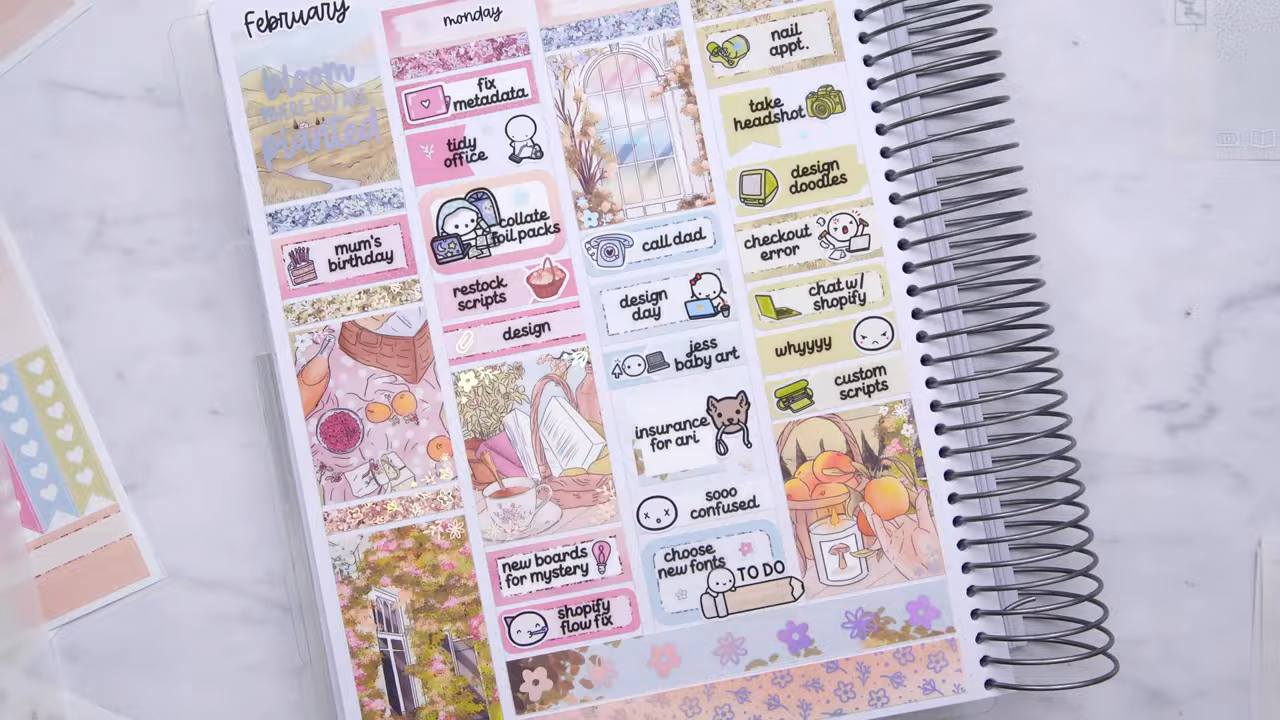 February
bloom
WHERE YOU ARE
planted
mum's
birthday
monday
fix
metadata
tidy
office
collate
foil packs
restock
scripts
design
new boards
for mystery
shopify
flow fix
call dad
design
day
jess
baby art
insurance
for ari
sooo
confused
choose
new fonts
TO DO
nail
appt.
take
headshot
design
doodles
checkout
error
chat w/
shopify
whyyyy
custom
scripts